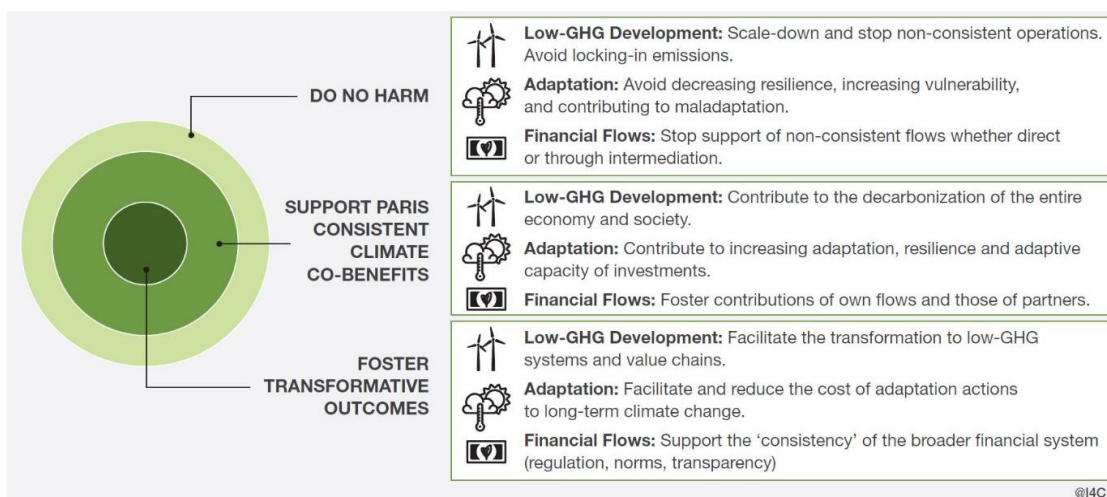 DO NO HARM
Low-GHG Development: Scale-down and stop non-consistent operations.
Avoid locking-in emissions.
Adaptation: Avoid decreasing resilience, increasing vulnerability,
and contributing to maladaptation.
Financial Flows: Stop support of non-consistent flows whether direct
or through intermediation.
SUPPORT PARIS
CONSISTENT
CLIMATE
CO-BENEFITS
Low-GHG Development: Contribute to the decarbonization of the entire
economy and society.
Adaptation: Contribute to increasing adaptation, resilience and adaptive
capacity of investments.
Financial Flows: Foster contributions of own flows and those of partners.
FOSTER
TRANSFORMATIVE
OUTCOMES
Low-GHG Development: Facilitate the transformation to low-GHG
systems and value chains.
Adaptation: Facilitate and reduce the cost of adaptation actions
to long-term climate change.
Financial Flows: Support the ‘consistency’ of the broader financial system
(regulation, norms, transparency)
@I4C